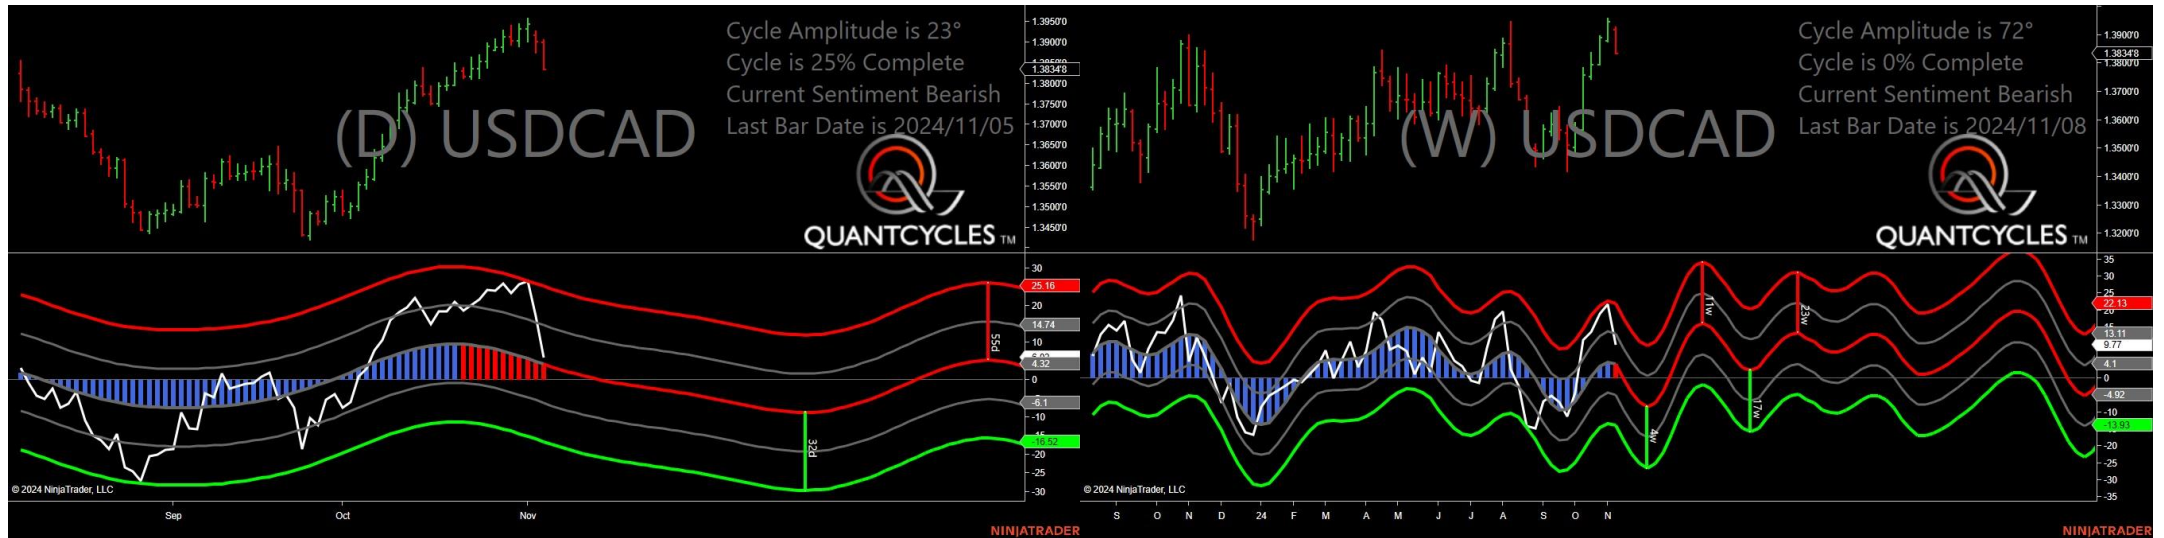 Cycle Amplitude is 23°
Cycle is 25% Complete
Current Sentiment Bearish
Last Bar Date is 2024/11/05
(D) USDCAD
QUANTCYCLES TM
1.3950'0
1.3900'0
1.3834'8
1.3800'0
1.3750'0
1.3700'0
1.3650'0
1.3600'0
1.3550'0
1.3500'0
1.3450'0
30
25.16
20
14.74
10
4.32
0
-6.1
-10
-16.52
-20
-25
-30
55d
32d
© 2024 NinjaTrader, LLC
Sep Oct Nov
NINJATRADER
Cycle Amplitude is 72°
Cycle is 0% Complete
Current Sentiment Bearish
Last Bar Date is 2024/11/08
(W) USDCAD
QUANTCYCLES TM
1.3900'0
1.3834'8
1.3800'0
1.3700'0
1.3600'0
1.3500'0
1.3400'0
1.3300'0
1.3200'0
35
30
25
22.13
13.11
9.77
4.1
0
-4.92
-10
-13.93
-20
-25
-30
-35
11w
23w
4w
17w
© 2024 NinjaTrader, LLC
S O N D 24 F M A M J J A S O N
NINJATRADER